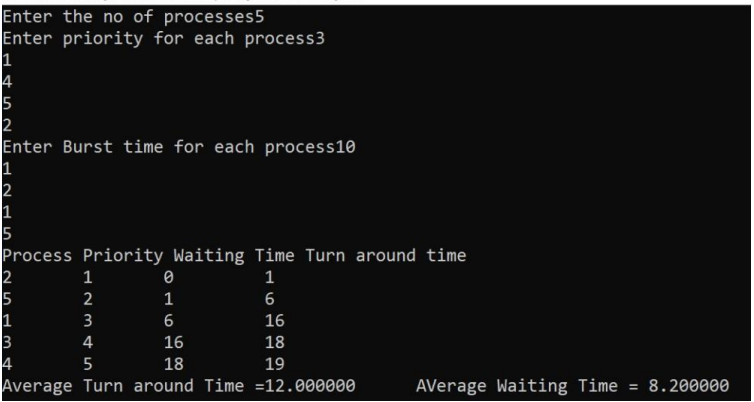 Enter the no of processes5
Enter priority for each process3
1
4
5
2
Enter Burst time for each process10
1
2
1
5
Process Priority Waiting Time Turn around time
2 1 0 1
5 2 1 6
1 3 6 16
3 4 16 18
4 5 18 19
Average Turn around Time =12.000000 AVerage Waiting Time = 8.200000